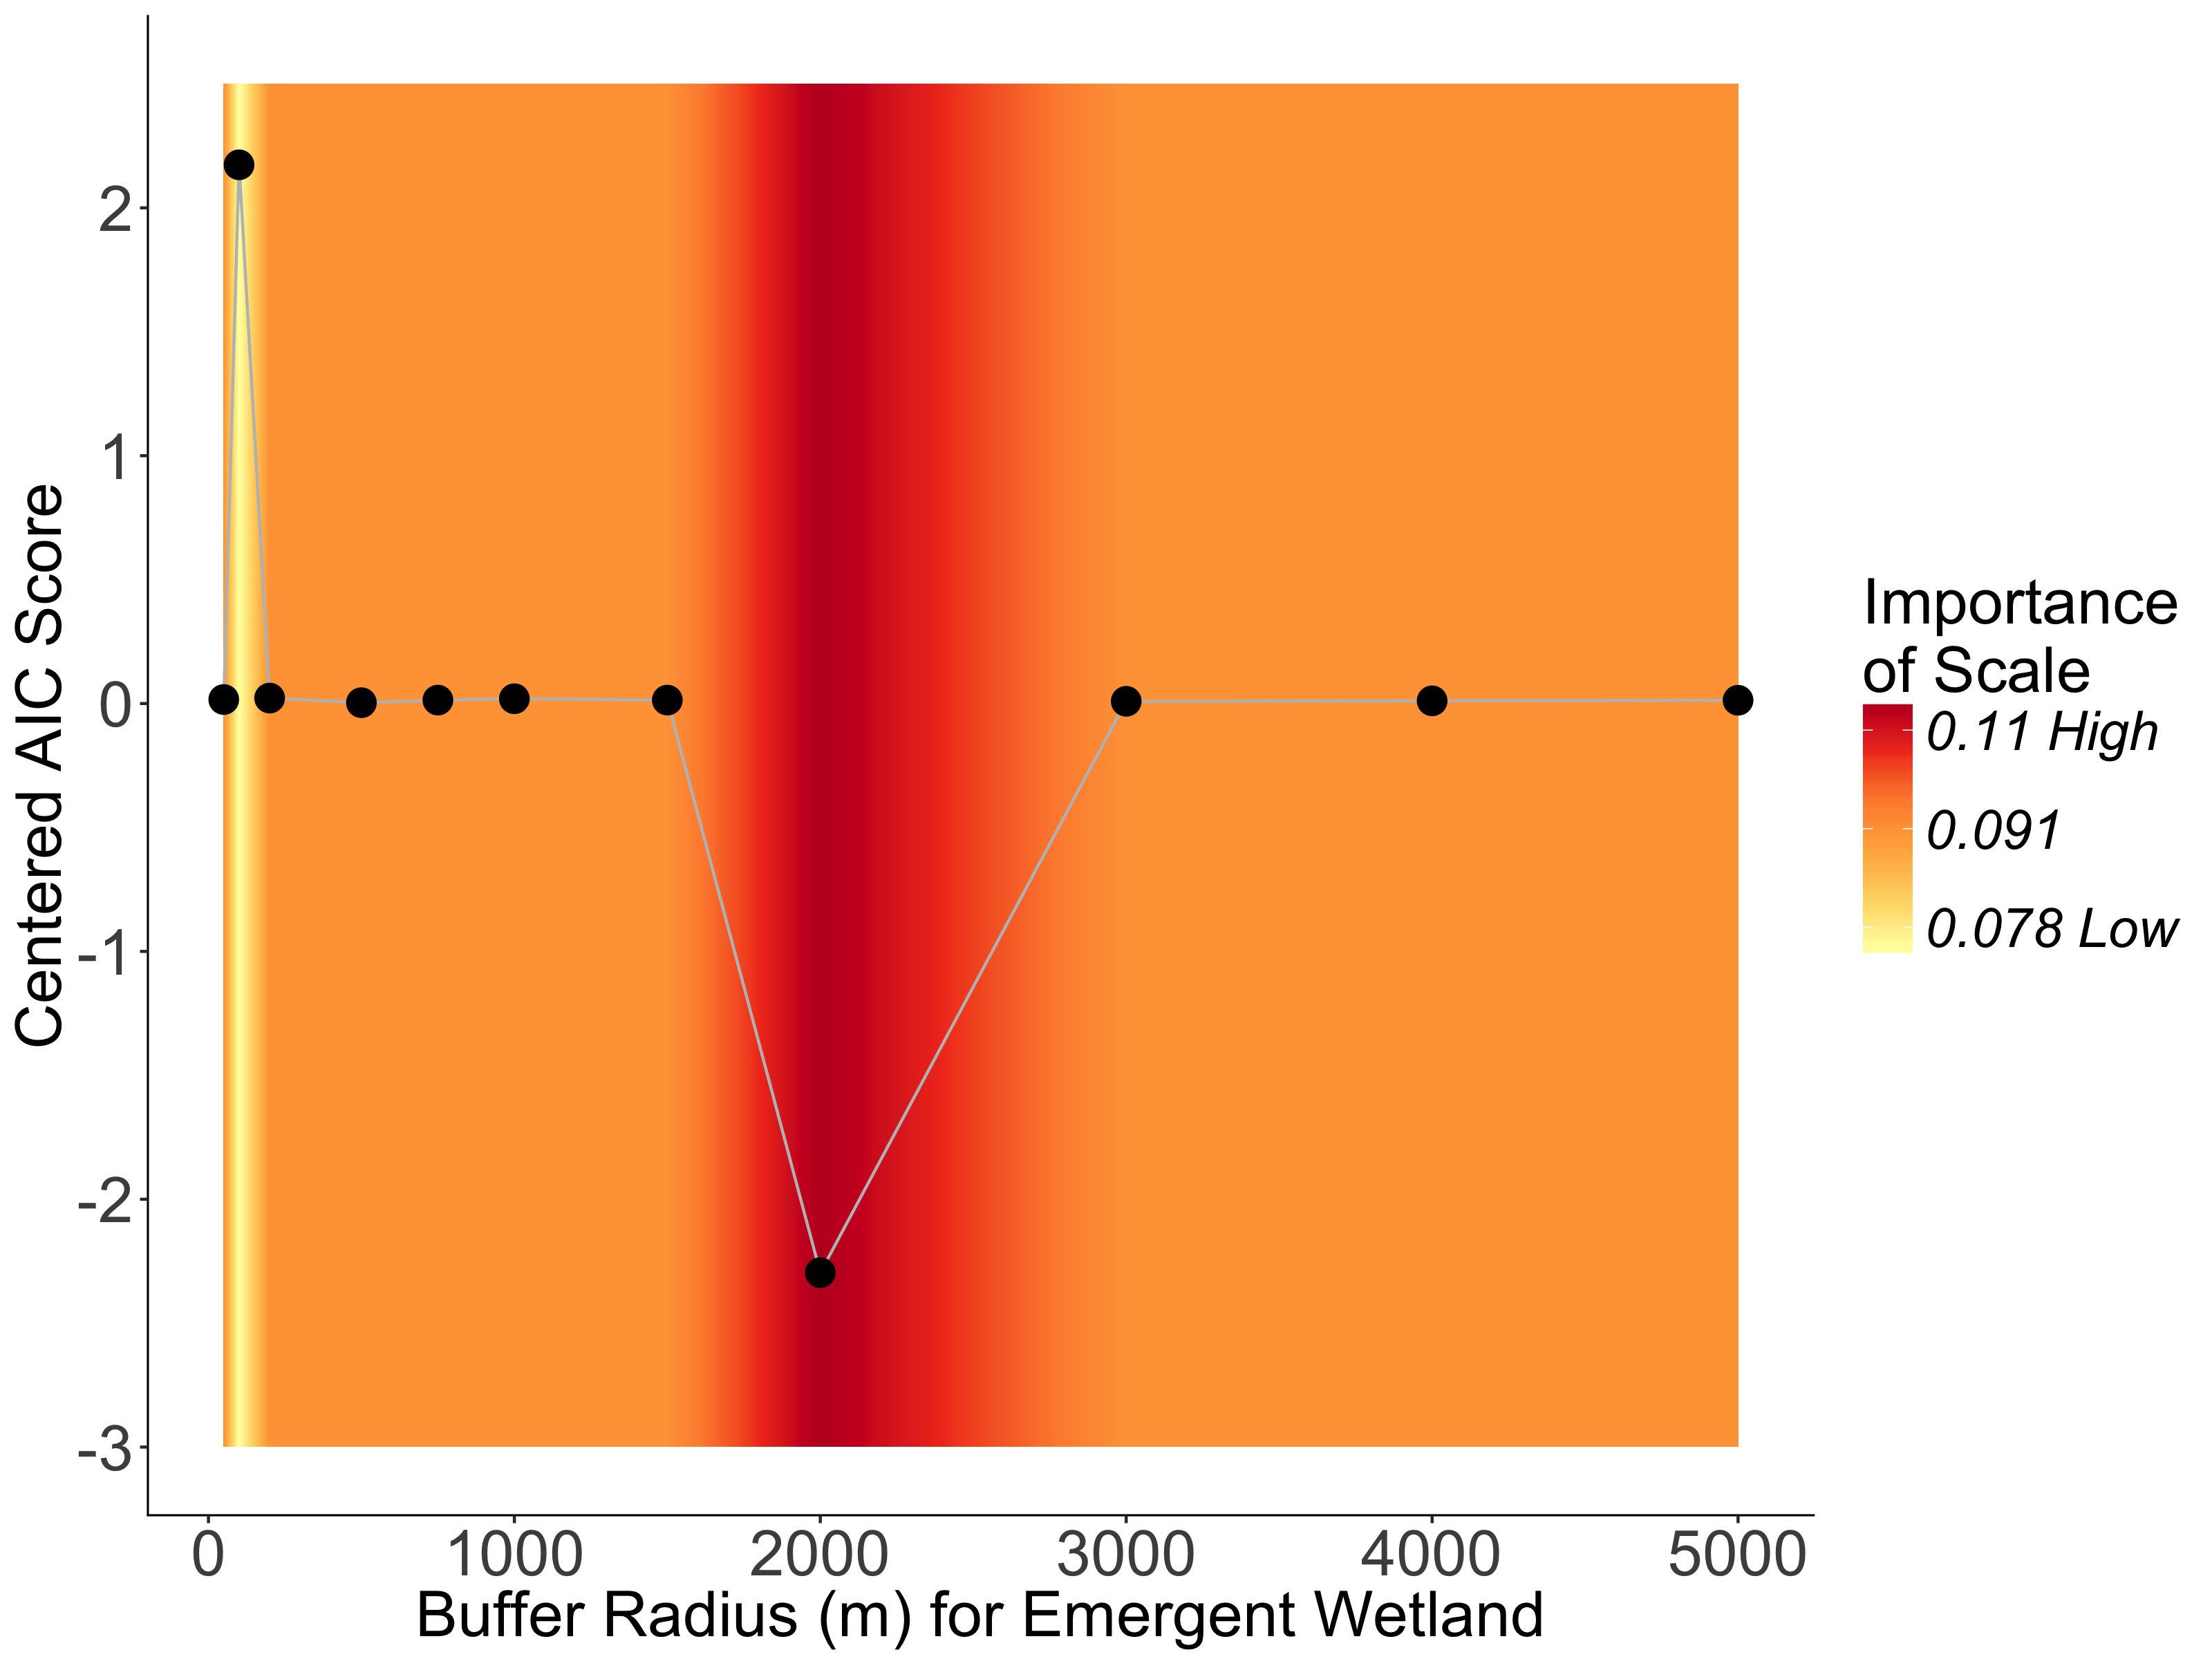 2
1
0
-1
-2
-3
Centered AIC Score
0 1000 2000 3000 4000 5000
Buffer Radius (m) for Emergent Wetland
Importance
of Scale
0.11 High
0.091
0.078 Low